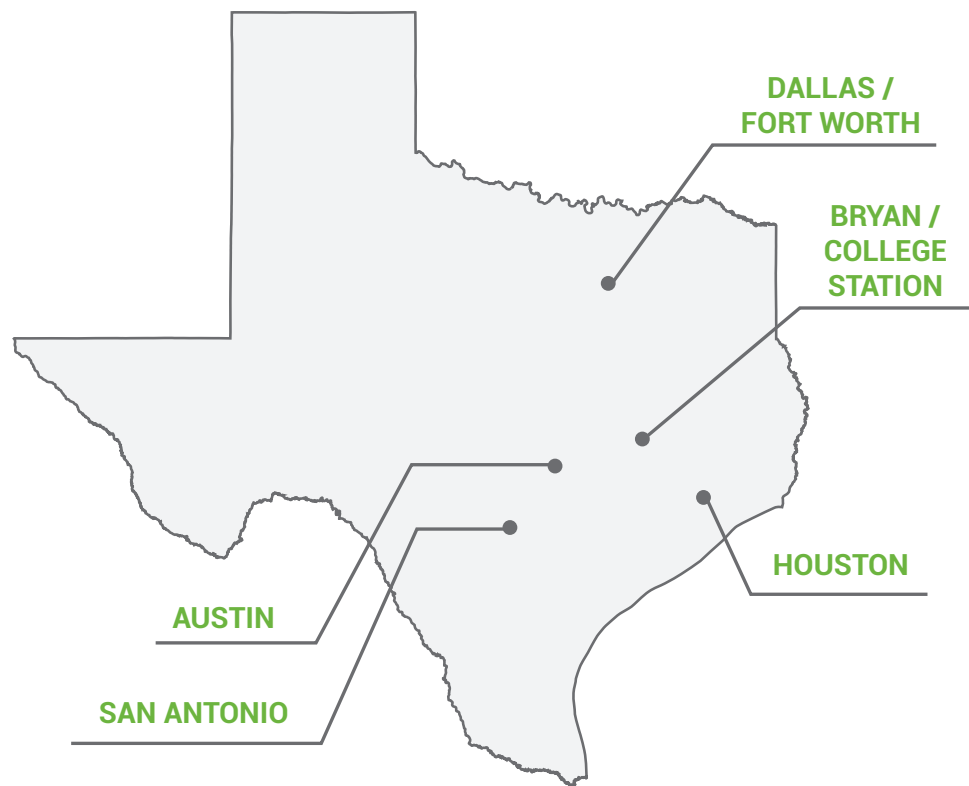 DALLAS /
FORT WORTH
BRYAN /
COLLEGE
STATION
HOUSTON
AUSTIN
SAN ANTONIO